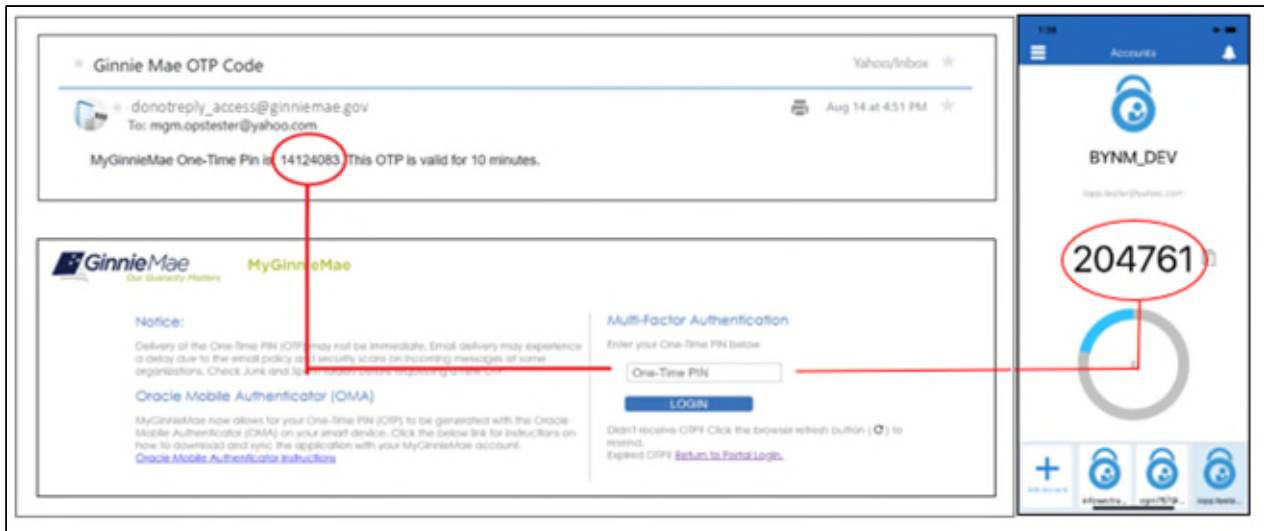 Ginnie Mae OTP Code
Yahoo/Inbox
donotreply_access@ginniemae.gov
To: mgm.opstester@yahoo.com
Aug 14 at 4:51 PM
MyGinnieMae One-Time Pin is 14124083. This OTP is valid for 10 minutes.
GinnieMae
Our Guaranty Matters
MyGinnieMae
Notice:
Delivery of the One-Time PIN (OTP) may not be immediate. Email delivery may experience
a delay due to the email policy and security scans on incoming messages of some
organizations. Check Junk and Spam folders before requesting a new OTP.
Oracle Mobile Authenticator (OMA)
MyGinnieMae now allows for your One-Time PIN (OTP) to be generated with the Oracle
Mobile Authenticator (OMA) on your smart device. Click the below link for instructions on
how to download and sync the application with your MyGinnieMae account.
Oracle Mobile Authenticator Instructions
Multi-Factor Authentication
Enter your One-Time PIN below
One-Time PIN
LOGIN
Didn't receive OTP? Click the browser refresh button ( ) to
resend.
Expired OTP? Return to Portal Login.
1:38
Accounts
BYNM_DEV
204761
Add Account